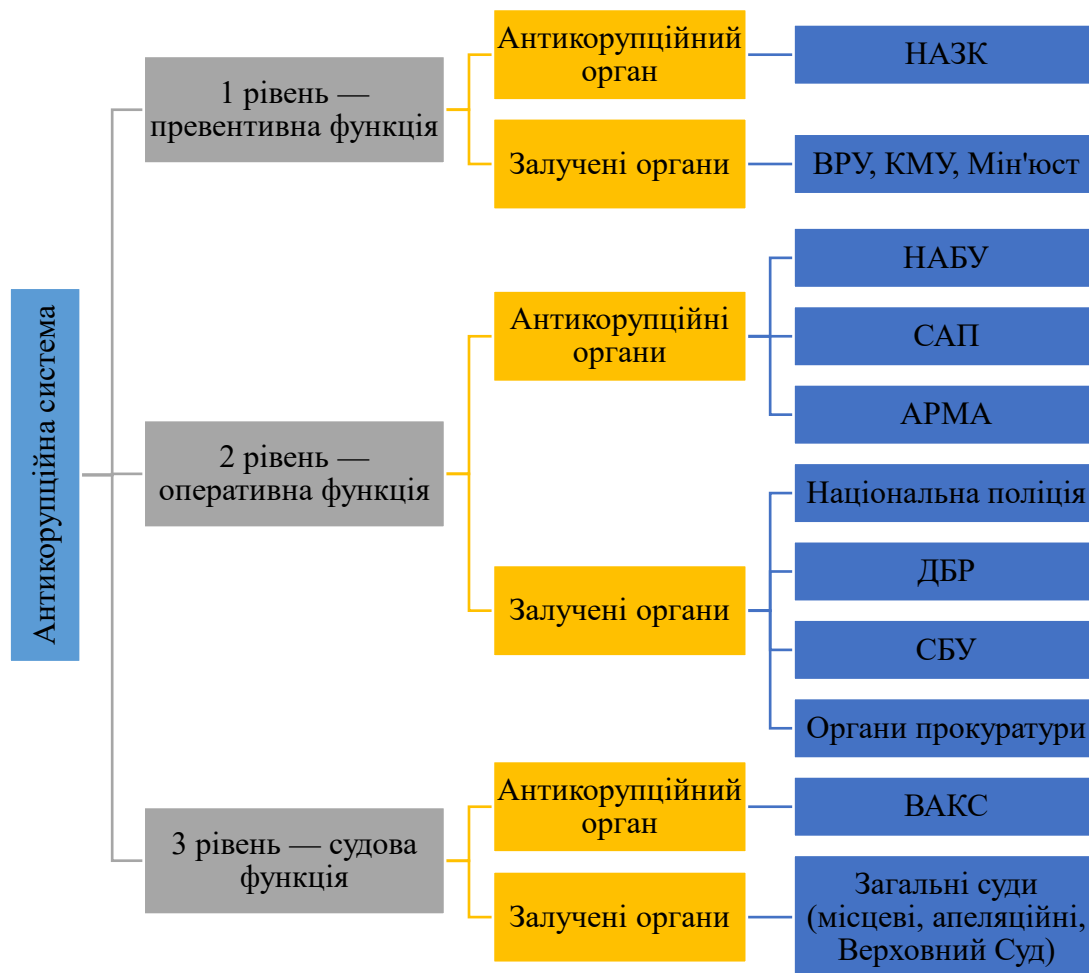 Антикорупційна система
1 рівень —
превентивна функція
Антикорупційний
орган
НАЗК
Залучені органи
ВРУ, КМУ, Мін'юст
2 рівень —
оперативна функція
Антикорупційні
органи
НАБУ
САП
АРМА
Залучені органи
Національна поліція
ДБР
СБУ
Органи прокуратури
3 рівень — судова
функція
Антикорупційний
орган
ВАКС
Залучені органи
Загальні суди
(місцеві, апеляційні,
Верховний Суд)